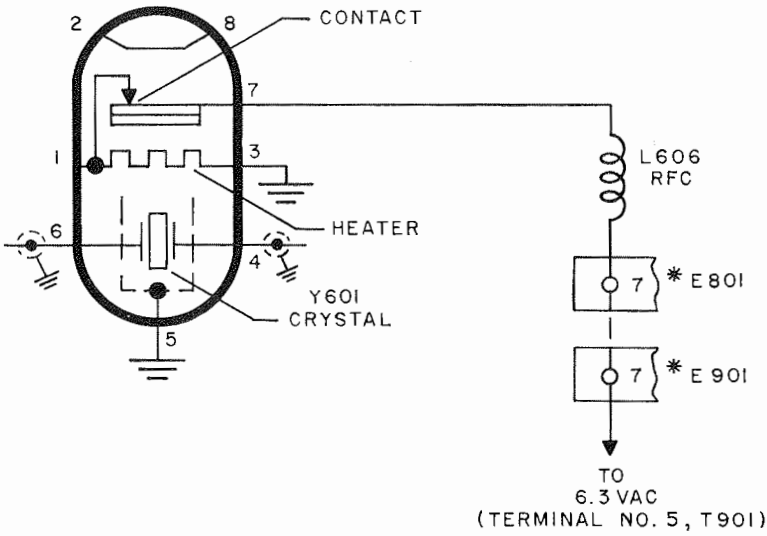 2 8 CONTACT
7
1 3 L606
RFC
HEATER
6 4
7 * E801
Y601
CRYSTAL
5
7 * E901
TO
6.3 VAC
(TERMINAL NO. 5, T901)